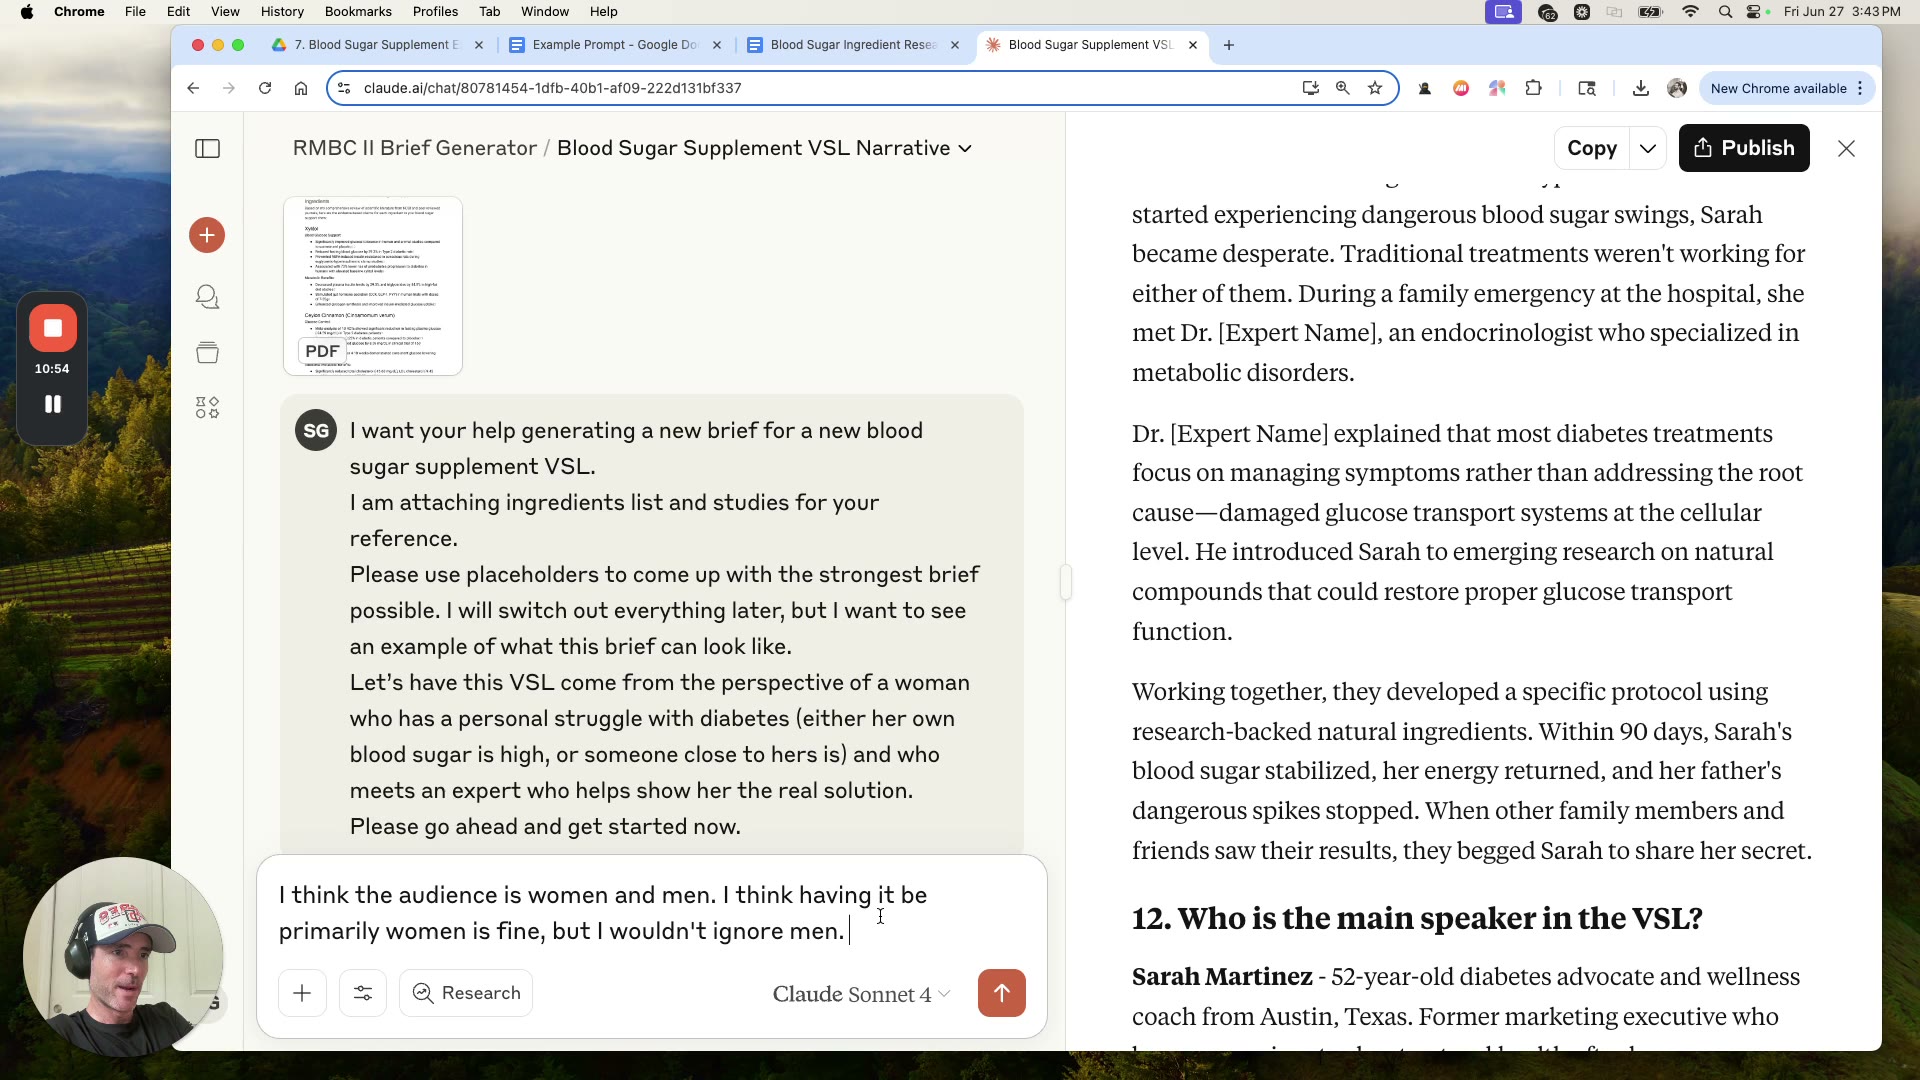 Chrome File Edit View History Bookmarks Profiles Tab Window Help
62
Fri Jun 27 3:43 PM
7. Blood Sugar Supplement E
Example Prompt - Google Do
Blood Sugar Ingredient Resea
Blood Sugar Supplement VSL
claude.ai/chat/80781454-1dfb-40b1-af09-222d131bf337
New Chrome available
RMBC II Brief Generator / Blood Sugar Supplement VSL Narrative
Copy
Publish
Ingredients
Xylitol
Ceylon Cinnamon (Cinnamomum verum)
PDF
10:54
SG
I want your help generating a new brief for a new blood
sugar supplement VSL.
I am attaching ingredients list and studies for your
reference.
Please use placeholders to come up with the strongest brief
possible. I will switch out everything later, but I want to see
an example of what this brief can look like.
Let's have this VSL come from the perspective of a woman
who has a personal struggle with diabetes (either her own
blood sugar is high, or someone close to hers is) and who
meets an expert who helps show her the real solution.
Please go ahead and get started now.
I think the audience is women and men. I think having it be
primarily women is fine, but I wouldn't ignore men.
Research
Claude Sonnet 4
started experiencing dangerous blood sugar swings, Sarah
became desperate. Traditional treatments weren't working for
either of them. During a family emergency at the hospital, she
met Dr. [Expert Name], an endocrinologist who specialized in
metabolic disorders.
Dr. [Expert Name] explained that most diabetes treatments
focus on managing symptoms rather than addressing the root
cause—damaged glucose transport systems at the cellular
level. He introduced Sarah to emerging research on natural
compounds that could restore proper glucose transport
function.
Working together, they developed a specific protocol using
research-backed natural ingredients. Within 90 days, Sarah's
blood sugar stabilized, her energy returned, and her father's
dangerous spikes stopped. When other family members and
friends saw their results, they begged Sarah to share her secret.
12. Who is the main speaker in the VSL?
Sarah Martinez - 52-year-old diabetes advocate and wellness
coach from Austin, Texas. Former marketing executive who